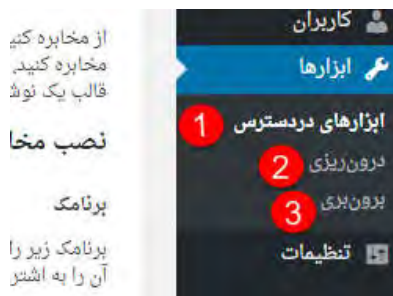 کاربران
ابزارها
ابزارهای دردسترس 1
درون‌ریزی 2
برون‌بری 3
تنظیمات
از مخابره کنی
مخابره کنید.
قالب یک نوش
نصب مخا
برنامک
برنامک زیر را
آن را به اشتر